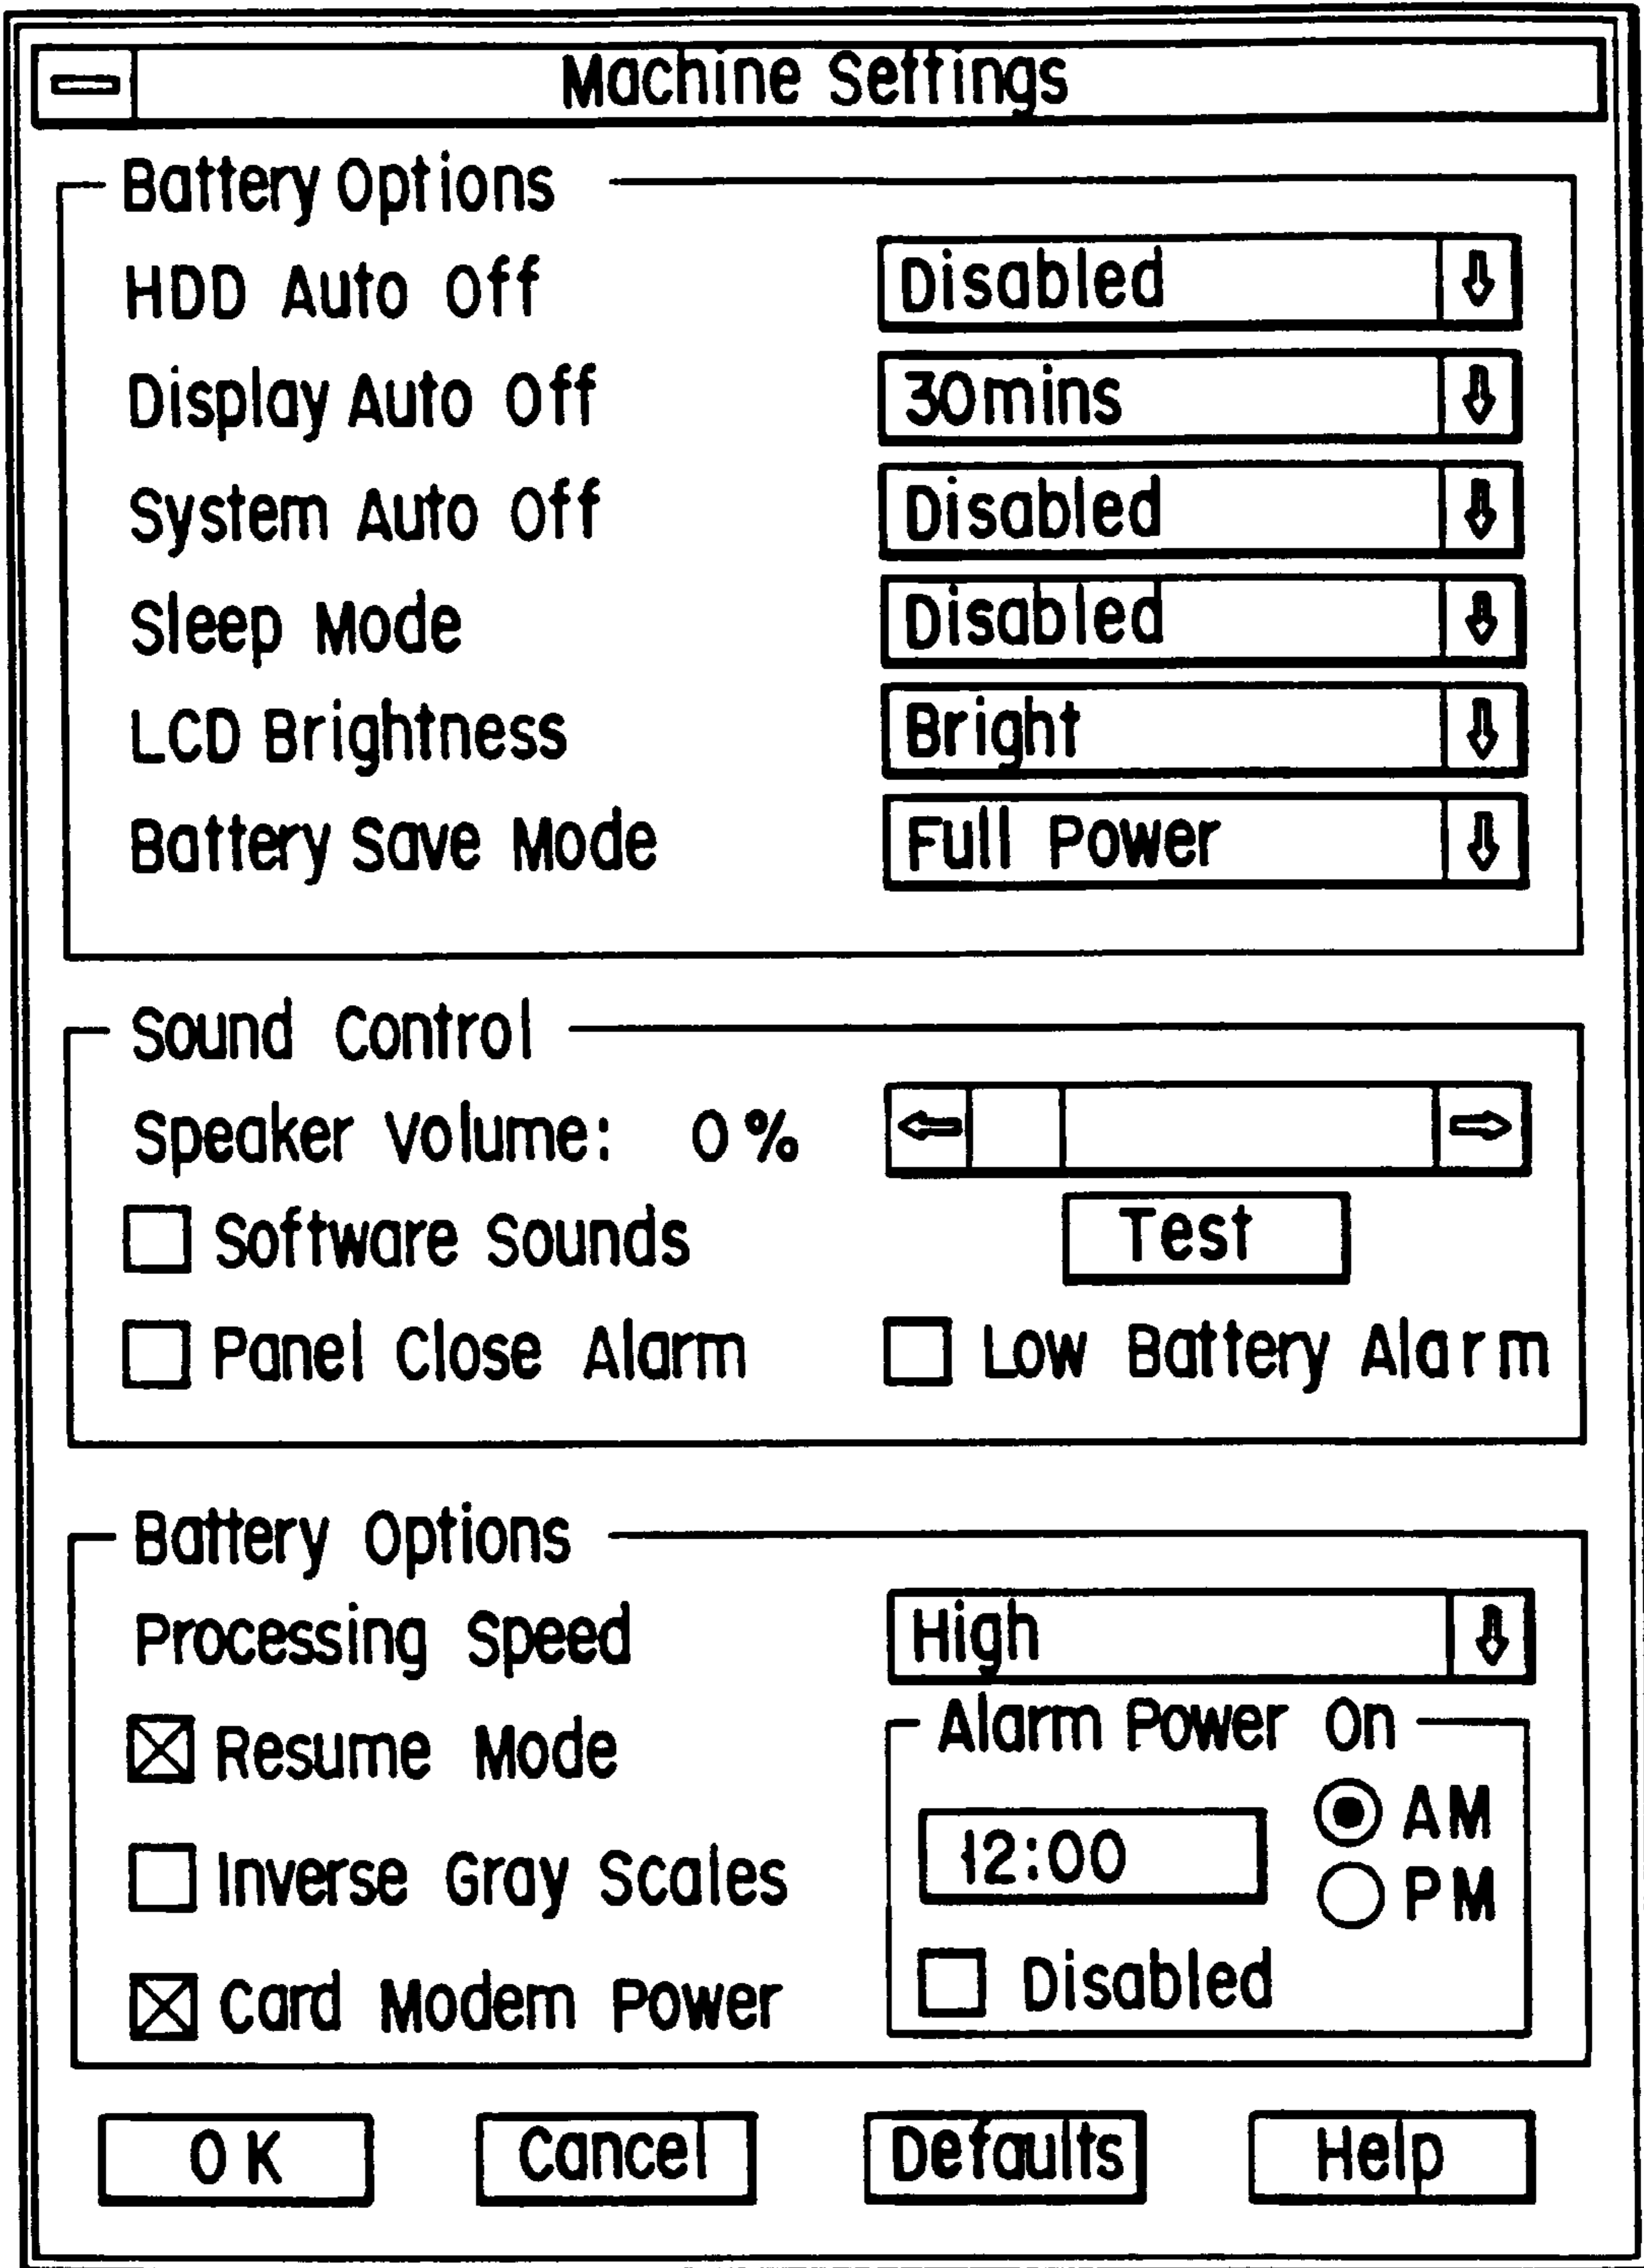 Machine Settings
Battery Options
HDD Auto Off Disabled
Display Auto Off 30mins
System Auto Off Disabled
Sleep Mode Disabled
LCD Brightness Bright
Battery Save Mode Full Power
Sound Control
Speaker Volume: 0%
Software Sounds Test
Panel Close Alarm Low Battery Alarm
Battery Options
Processing Speed High
Resume Mode Alarm Power On
AM
Inverse Gray Scales 12:00 PM
Card Modem Power Disabled
OK Cancel Defaults Help